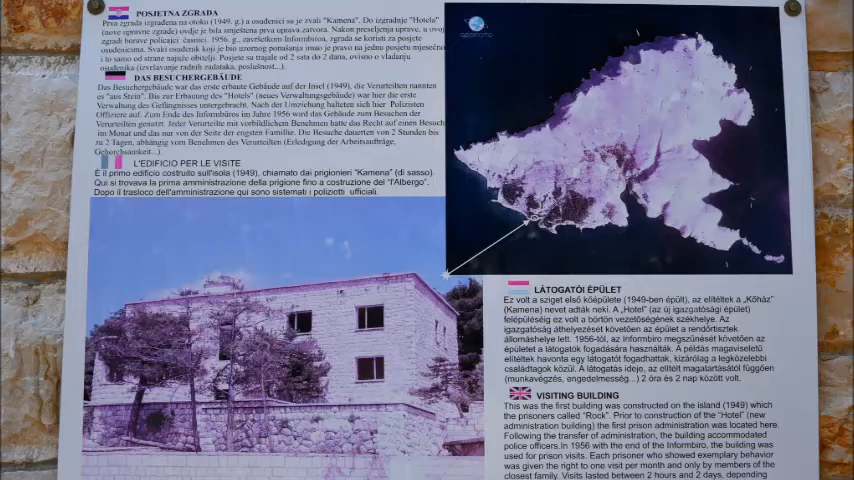 POSJETNA ZGRADA
Prva zgrada izgrađena na otoku (1949. g.) a osuđenici su je zvali "Kamena". Do izgradnje "Hotels"
(nove upravne zgrade) ovdje je bila smještena prva uprava zatvora. Nakon preseljenja uprave, u ovoj
zgradi borave policajci časnici. 1956. g., završetkom Informbiroa, zgrada se koristi za posjete
osuđenicima. Svaki osuđenik koji je bio uzornog ponašanja imao je pravo na jednu posjetu mjesečno
i to samo od strane najuže obitelji. Posjete su trajale od 2 sata do 2 dana, ovisno o vladanju
osuđenika (izvršavanje radnih zadataka, poslušnost...).
DAS BESUCHERGEBÄUDE
Das Besuchergebäude war das erste erbaute Gebäude auf der Insel (1949), die Verurteilten nannten
es "aus Stein". Bis zur Erbauung des "Hotels" (neues Verwaltungsgebäude) war hier die erste
Verwaltung des Gefängnisses untergebracht. Nach der Umziehung halteten sich hier Polizisten
Offiziere auf. Zum Ende des Informbüros im Jahre 1956 wird das Gebäude zum Besuchen der
Verurteilten genutzt. Jeder Verurteilte mit vorbildlichem Benehmen hatte das Recht auf einen Besuch
im Monat und das nur von der Seite der engsten Famillie. Die Besuche dauerten von 2 Stunden bis
zu 2 Tagen, abhängig vom Benehmen des Verurteilten (Erledigung der Arbeitsaufträge,
Gehorchsamkeit...).
L'EDIFICIO PER LE VISITE
È il primo edificio costruito sull'isola (1949), chiamato dai prigionieri "Kamena" (di sasso).
Qui si trovava la prima amministrazione della prigione fino a costruzione del "l'Albergo".
Dopo il trasloco dell'amministrazione qui sono sistemati i poliziotti ufficiali.
GEOFOTO
LÁTOGATÓI ÉPÜLET
Ez volt a sziget első kőépülete (1949-ben épült), az elítéltek a „Kőház"
(Kamena) nevet adták neki. A „Hotel" (az új igazgatósági épület)
felépüléséig ez volt a börtön vezetőségének székhelye. Az
igazgatóság áthelyezését követően az épület a rendőrtisztek
állomáshelye lett. 1956-tól, az Informbiro megszűnését követően az
épületet a látogatók fogadására használták. A példás magaviseletű
elítéltek havonta egy látogatót fogadhattak, kizárólag a legközelebbi
családtagok közül. A látogatás ideje, az elítélt magatartásától függően
(munkavégzés, engedelmesség...) 2 óra és 2 nap között volt.
VISITING BUILDING
This was the first building was constructed on the island (1949) which
the prisoners called "Rock". Prior to construction of the "Hotel" (new
administration building) the first prison administration was located here.
Following the transfer of administration, the building accommodated
police officers.In 1956 with the end of the Informbiro, the building was
used for prison visits. Each prisoner who showed exemplary behavior
was given the right to one visit per month and only by members of the
closest family. Visits lasted between 2 hours and 2 days, depending